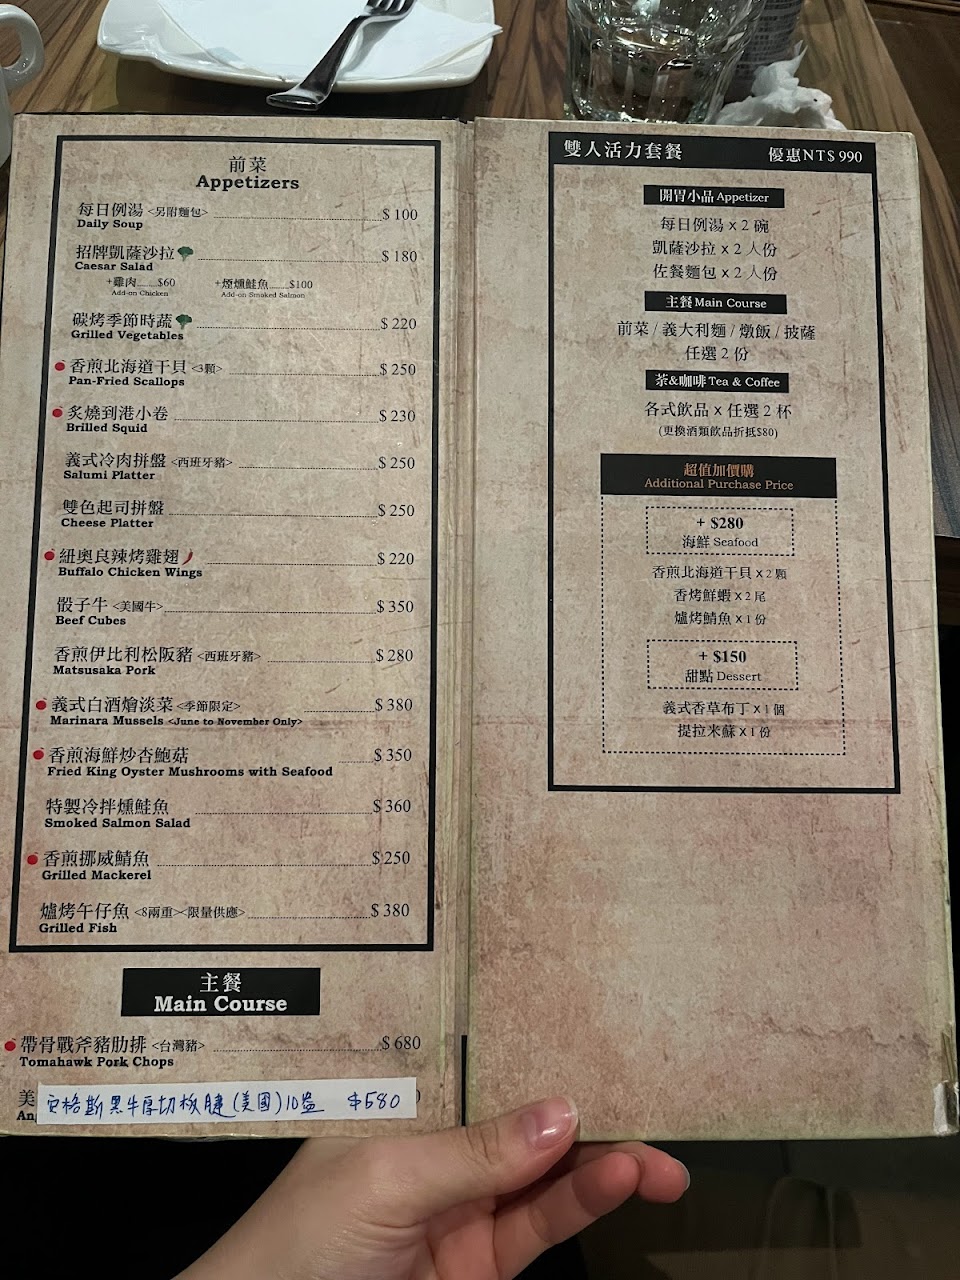 前菜
Appetizers
每日例湯 <另附麵包> $ 100
Daily Soup
招牌凱薩沙拉 $ 180
Caesar Salad
+雞肉 $60 +煙燻鮭魚 $100
Add-on Chicken Add-on Smoked Salmon
碳烤季節時蔬 $ 220
Grilled Vegetables
香煎北海道干貝 <3顆> $ 250
Pan-Fried Scallops
炙燒到港小卷 $ 230
Brilled Squid
義式冷肉拼盤 <西班牙豬> $ 250
Salumi Platter
雙色起司拼盤 $ 250
Cheese Platter
紐奧良辣烤雞翅 $ 220
Buffalo Chicken Wings
骰子牛 <美國牛> $ 350
Beef Cubes
香煎伊比利松阪豬 <西班牙豬> $ 280
Matsusaka Pork
義式白酒燴淡菜 <季節限定> $ 380
Marinara Mussels <June to November Only>
香煎海鮮炒杏鮑菇 $ 350
Fried King Oyster Mushrooms with Seafood
特製冷拌燻鮭魚 $ 360
Smoked Salmon Salad
香煎挪威鯖魚 $ 250
Grilled Mackerel
爐烤午仔魚 <8兩重><限量供應> $ 380
Grilled Fish
主餐
Main Course
帶骨戰斧豬肋排 <台灣豬> $ 680
Tomahawk Pork Chops
美
安格斯黑牛厚切板腱(美國)10盎 $580
An
雙人活力套餐 優惠NT$ 990
開胃小品 Appetizer
每日例湯 x 2 碗
凱薩沙拉 x 2 人份
佐餐麵包 x 2 人份
主餐 Main Course
前菜 / 義大利麵 / 燉飯 / 披薩
任選 2 份
茶&咖啡 Tea & Coffee
各式飲品 x 任選 2 杯
(更換酒類飲品折抵$80)
超值加價購
Additional Purchase Price
+ $280
海鮮 Seafood
香煎北海道干貝 x 2 顆
香烤鮮蝦 x 2 尾
爐烤鯖魚 x 1 份
+ $150
甜點 Dessert
義式香草布丁 x 1 個
提拉米蘇 x 1 份